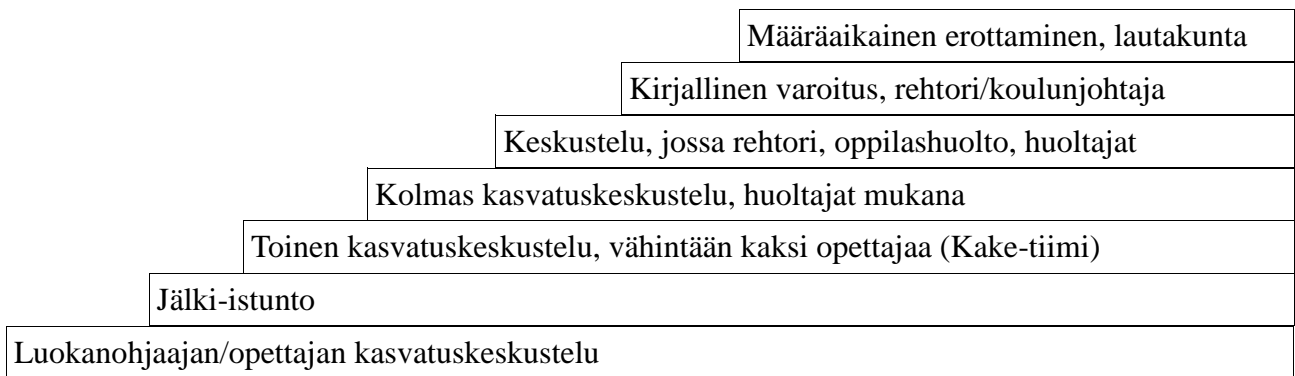 Määräaikainen erottaminen, lautakunta
Kirjallinen varoitus, rehtori/koulunjohtaja
Keskustelu, jossa rehtori, oppilashuolto, huoltajat
Kolmas kasvatuskeskustelu, huoltajat mukana
Toinen kasvatuskeskustelu, vähintään kaksi opettajaa (Kake-tiimi)
Jälki-istunto
Luokanohjaajan/opettajan kasvatuskeskustelu